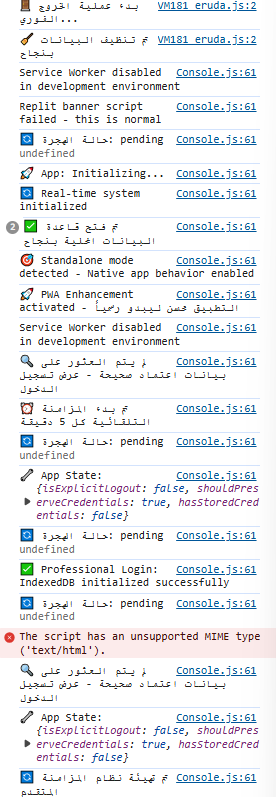 🚪 بدء عملية الخروج VM181 eruda.js:2
الفوري...
🧹 تم تنظيف البيانات VM181 eruda.js:2
بنجاح
Service Worker disabled Console.js:61
in development environment
Replit banner script Console.js:61
failed - this is normal
🔄 حالة الهجرة: pending Console.js:61
undefined
🚀 App: Initializing... Console.js:61
🔄 Real-time system Console.js:61
initialized
2 ✅ تم فتح قاعدة Console.js:61
البيانات المحلية بنجاح
🎯 Standalone mode Console.js:61
detected - Native app behavior enabled
🚀 PWA Enhancement Console.js:61
activated - التطبيق محسن ليبدو رسمياً
Service Worker disabled Console.js:61
in development environment
🔍 لم يتم العثور على Console.js:61
بيانات اعتماد صحيحة - عرض تسجيل
الدخول
⏰ تم بدء المزامنة Console.js:61
التلقائية كل 5 دقيقة
🔄 حالة الهجرة: pending Console.js:61
undefined
🔗 App State: Console.js:61
{isExplicitLogout: false, shouldPres
erveCredentials: true, hasStoredCred
entials: false}
🔄 حالة الهجرة: pending Console.js:61
undefined
✅ Professional Login: Console.js:61
IndexedDB initialized successfully
🔄 حالة الهجرة: pending Console.js:61
undefined
The script has an unsupported MIME type
('text/html').
🔍 لم يتم العثور على Console.js:61
بيانات اعتماد صحيحة - عرض تسجيل
الدخول
🔗 App State: Console.js:61
{isExplicitLogout: false, shouldPres
erveCredentials: true, hasStoredCred
entials: false}
🔄 تم تهيئة نظام المزامنة Console.js:61
المتقدم